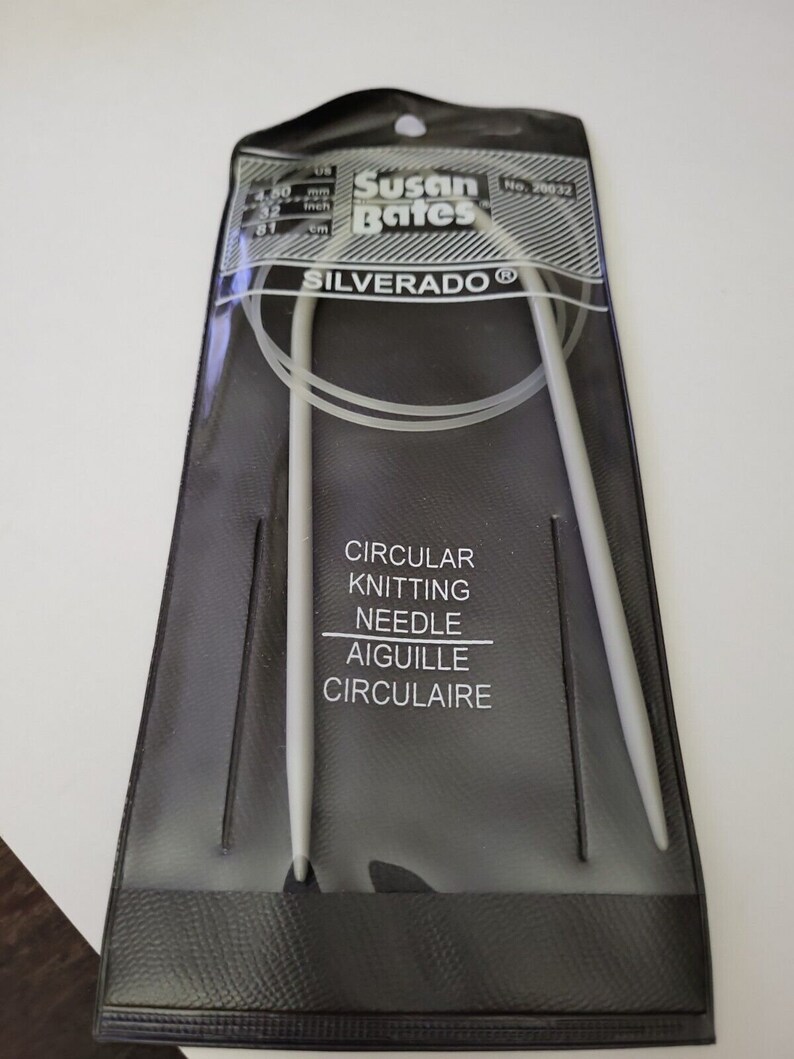 US
4.50 mm
32 Inch
81 cm
Susan
Bates®
No. 20032
SILVERADO®
CIRCULAR
KNITTING
NEEDLE
AIGUILLE
CIRCULAIRE